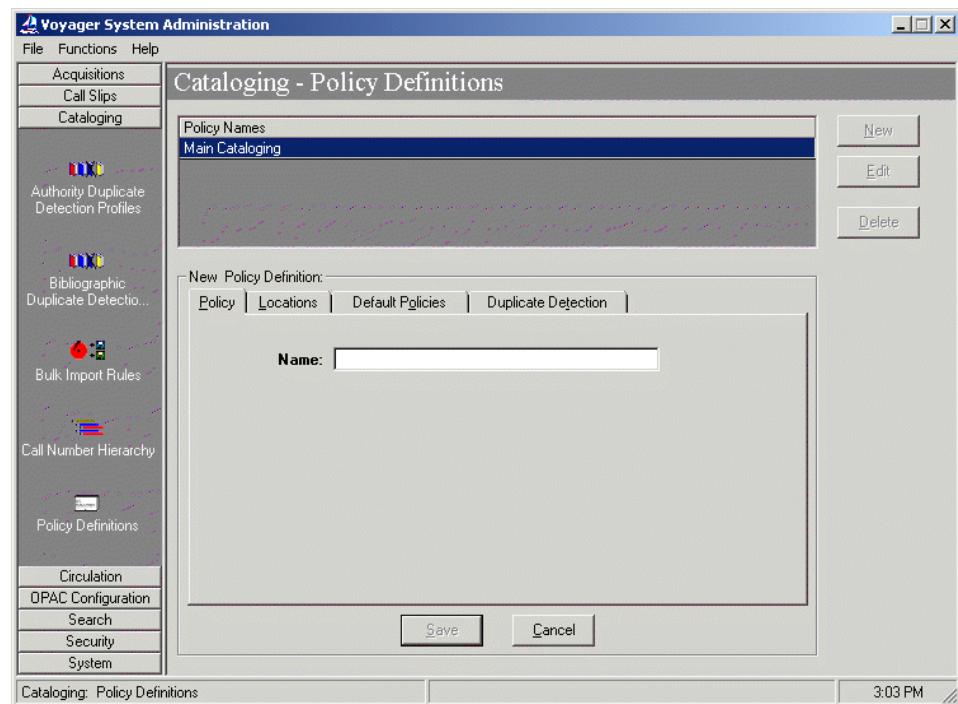 Voyager System Administration
File Functions Help
Acquisitions
Call Slips
Cataloging
Authority Duplicate
Detection Profiles
Bibliographic
Duplicate Detectio...
Bulk Import Rules
Call Number Hierarchy
Policy Definitions
Circulation
OPAC Configuration
Search
Security
System
Cataloging - Policy Definitions
Policy Names
Main Cataloging
New
Edit
Delete
New Policy Definition:
Policy Locations Default Policies Duplicate Detection
Name:
Save Cancel
Cataloging: Policy Definitions 3:03 PM